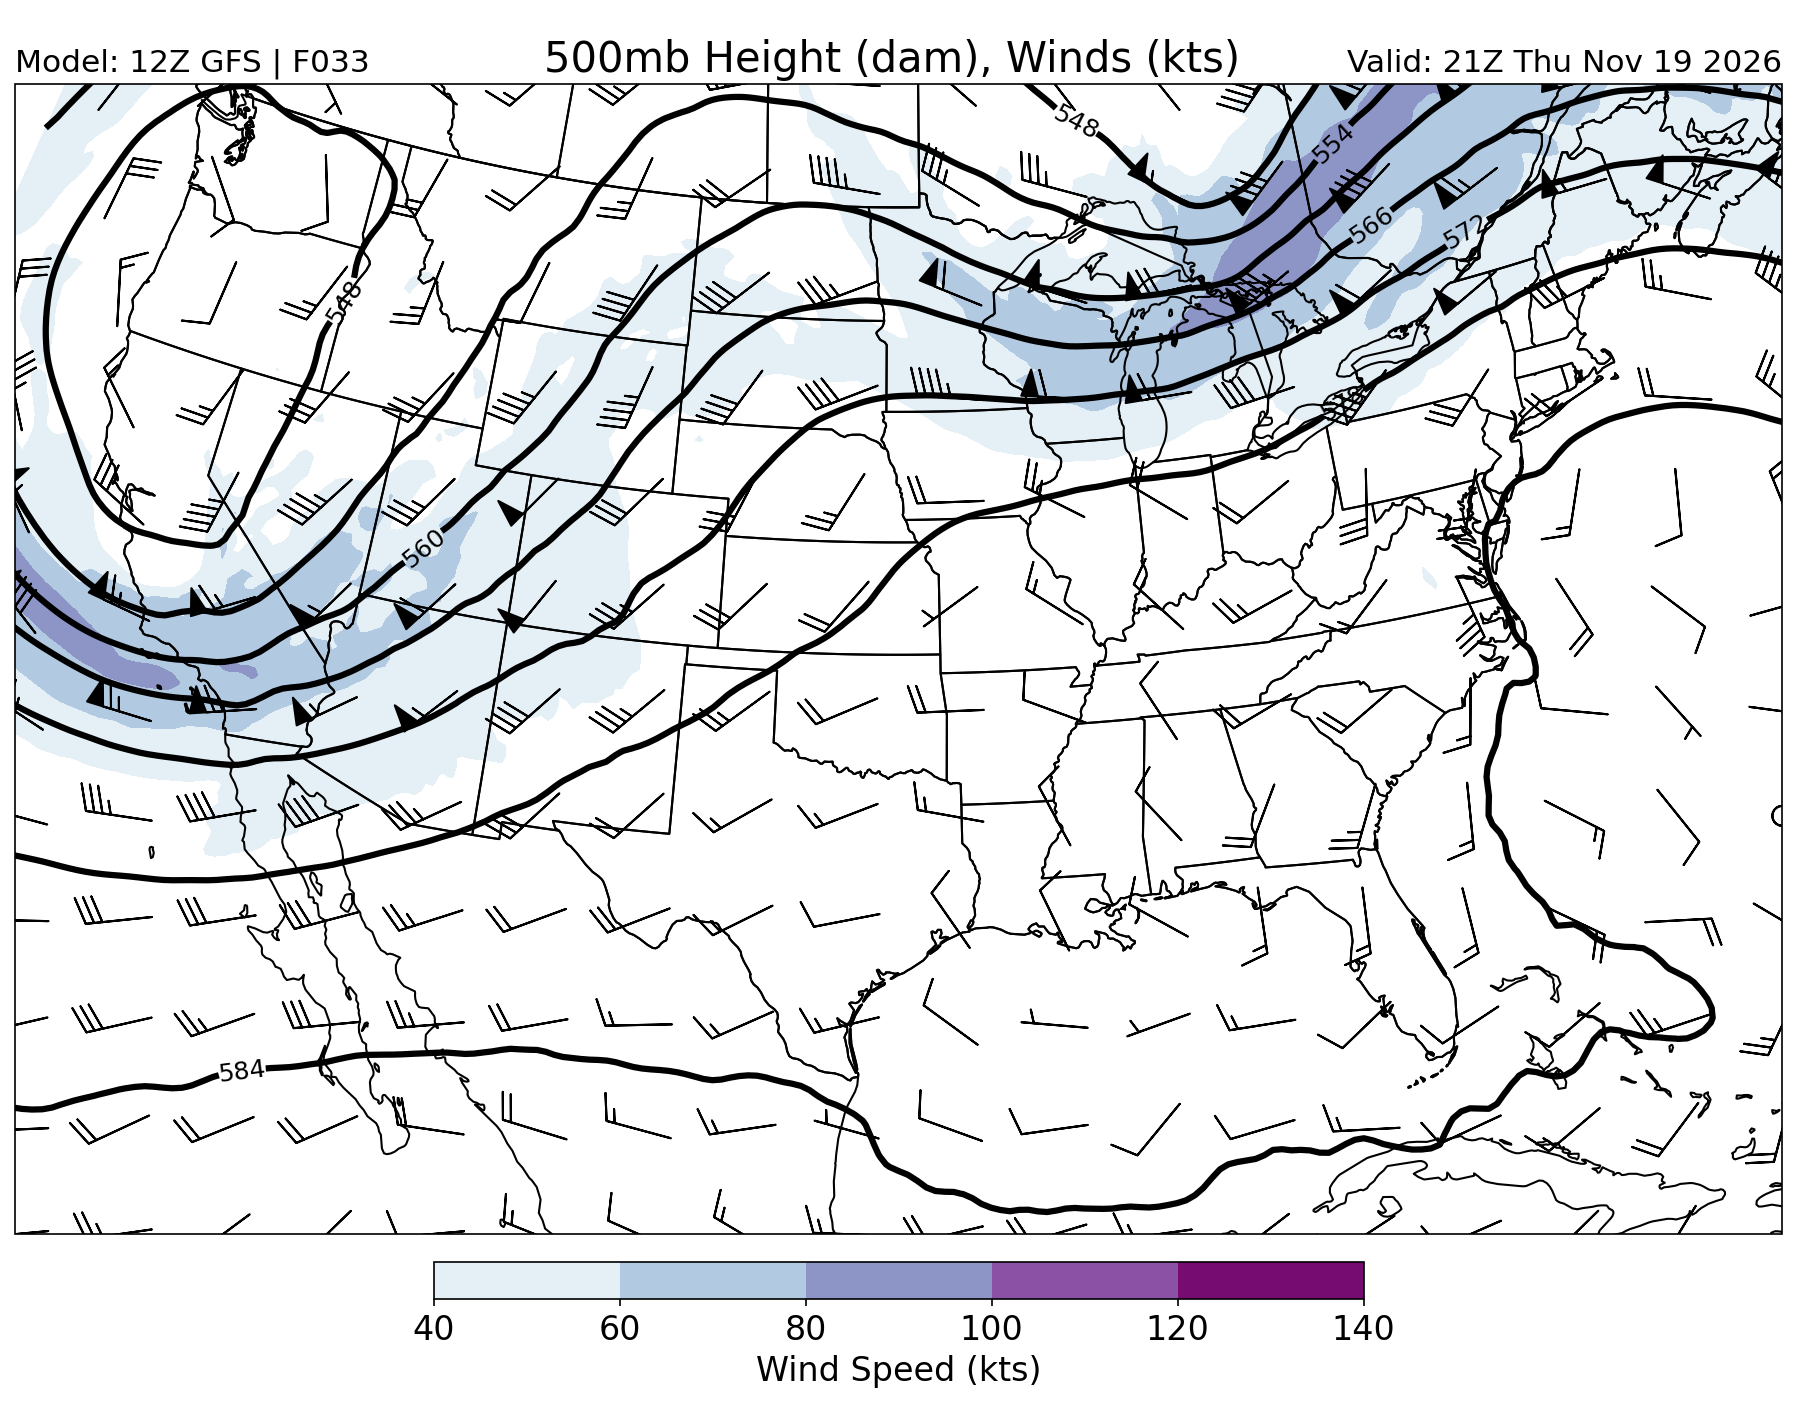 Model: 12Z GFS | F033
500mb Height (dam), Winds (kts)
Valid: 21Z Thu Nov 19 2026
548
554
566
572
548
560
584
40 60 80 100 120 140
Wind Speed (kts)